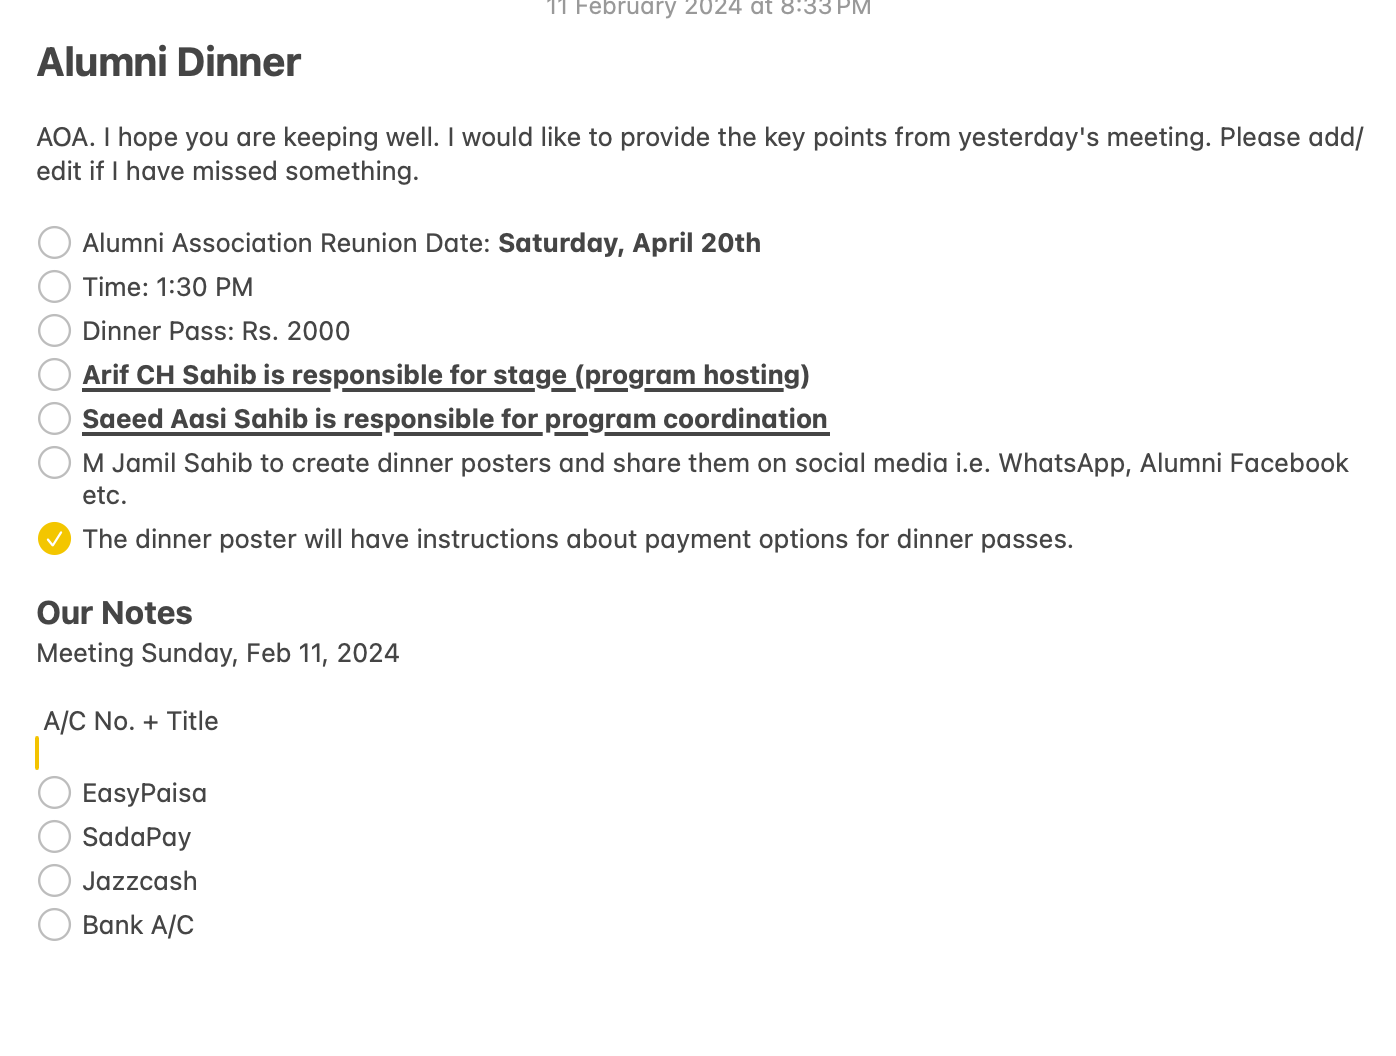 11 February 2024 at 8:33 PM
Alumni Dinner
AOA. I hope you are keeping well. I would like to provide the key points from yesterday's meeting. Please add/
edit if I have missed something.
Alumni Association Reunion Date: Saturday, April 20th
Time: 1:30 PM
Dinner Pass: Rs. 2000
Arif CH Sahib is responsible for stage (program hosting)
Saeed Aasi Sahib is responsible for program coordination
M Jamil Sahib to create dinner posters and share them on social media i.e. WhatsApp, Alumni Facebook
etc.
The dinner poster will have instructions about payment options for dinner passes.
Our Notes
Meeting Sunday, Feb 11, 2024
A/C No. + Title
EasyPaisa
SadaPay
Jazzcash
Bank A/C